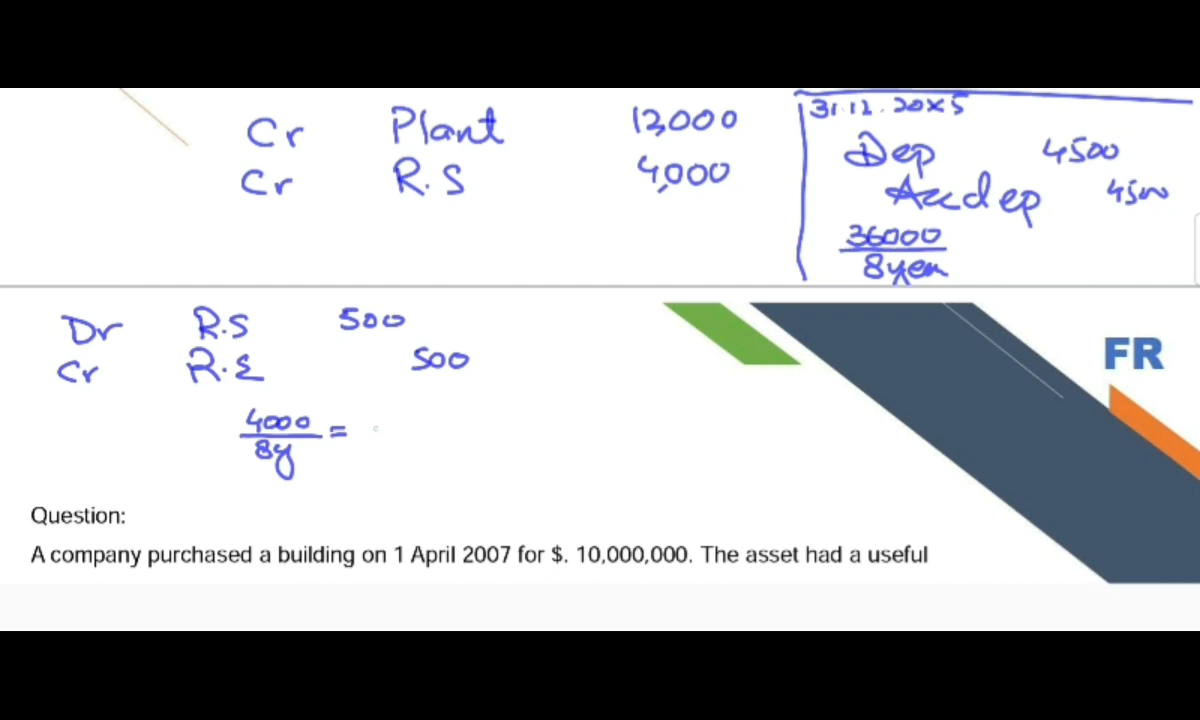 Cr Plant 12,000
Cr R.S 4,000
31.12.20x5
Dep 4500
Acc dep 4500
36000
8 year
Dr R.S 500
Cr R.E 500
4000
8y =
FR
Question:
A company purchased a building on 1 April 2007 for $. 10,000,000. The asset had a useful